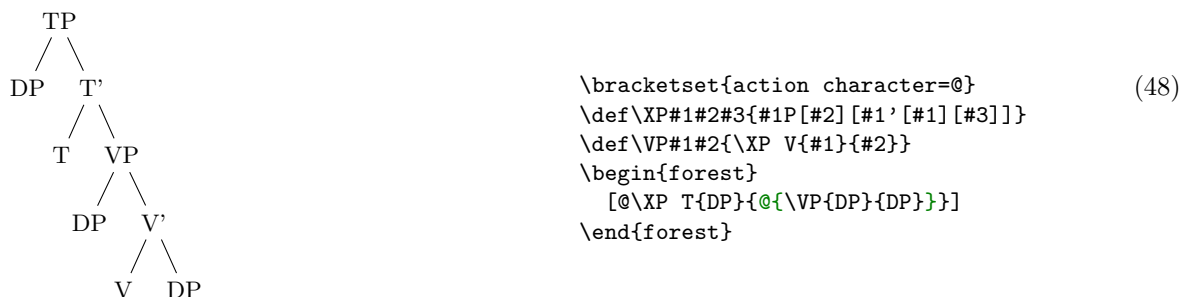 TP
DP T'
T VP
DP V'
V DP
\bracketset{action character=@} (48)
\def\XP#1#2#3{#1P[#2][#1'[#1][#3]]}
\def\VP#1#2{\XP V{#1}{#2}}
\begin{forest}
[@\XP T{DP}{@{\VP{DP}{DP}}}]
\end{forest}